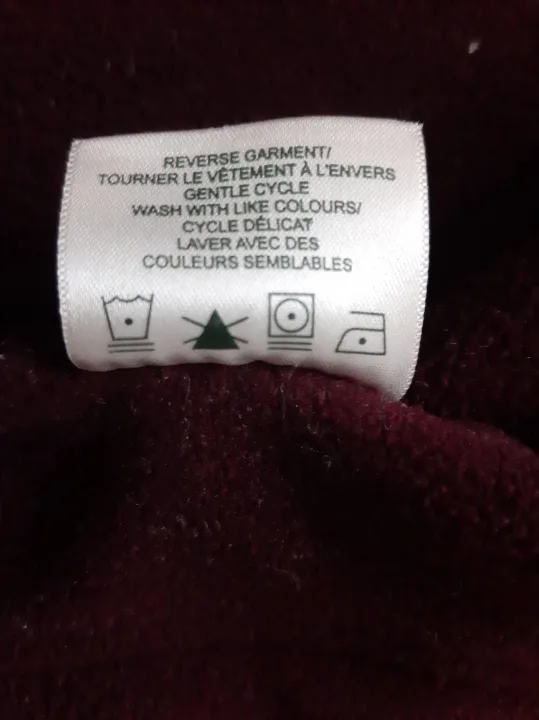 REVERSE GARMENT/
TOURNER LE VÊTEMENT À L'ENVERS
GENTLE CYCLE
WASH WITH LIKE COLOURS/
CYCLE DÉLICAT
LAVER AVEC DES
COULEURS SEMBLABLES